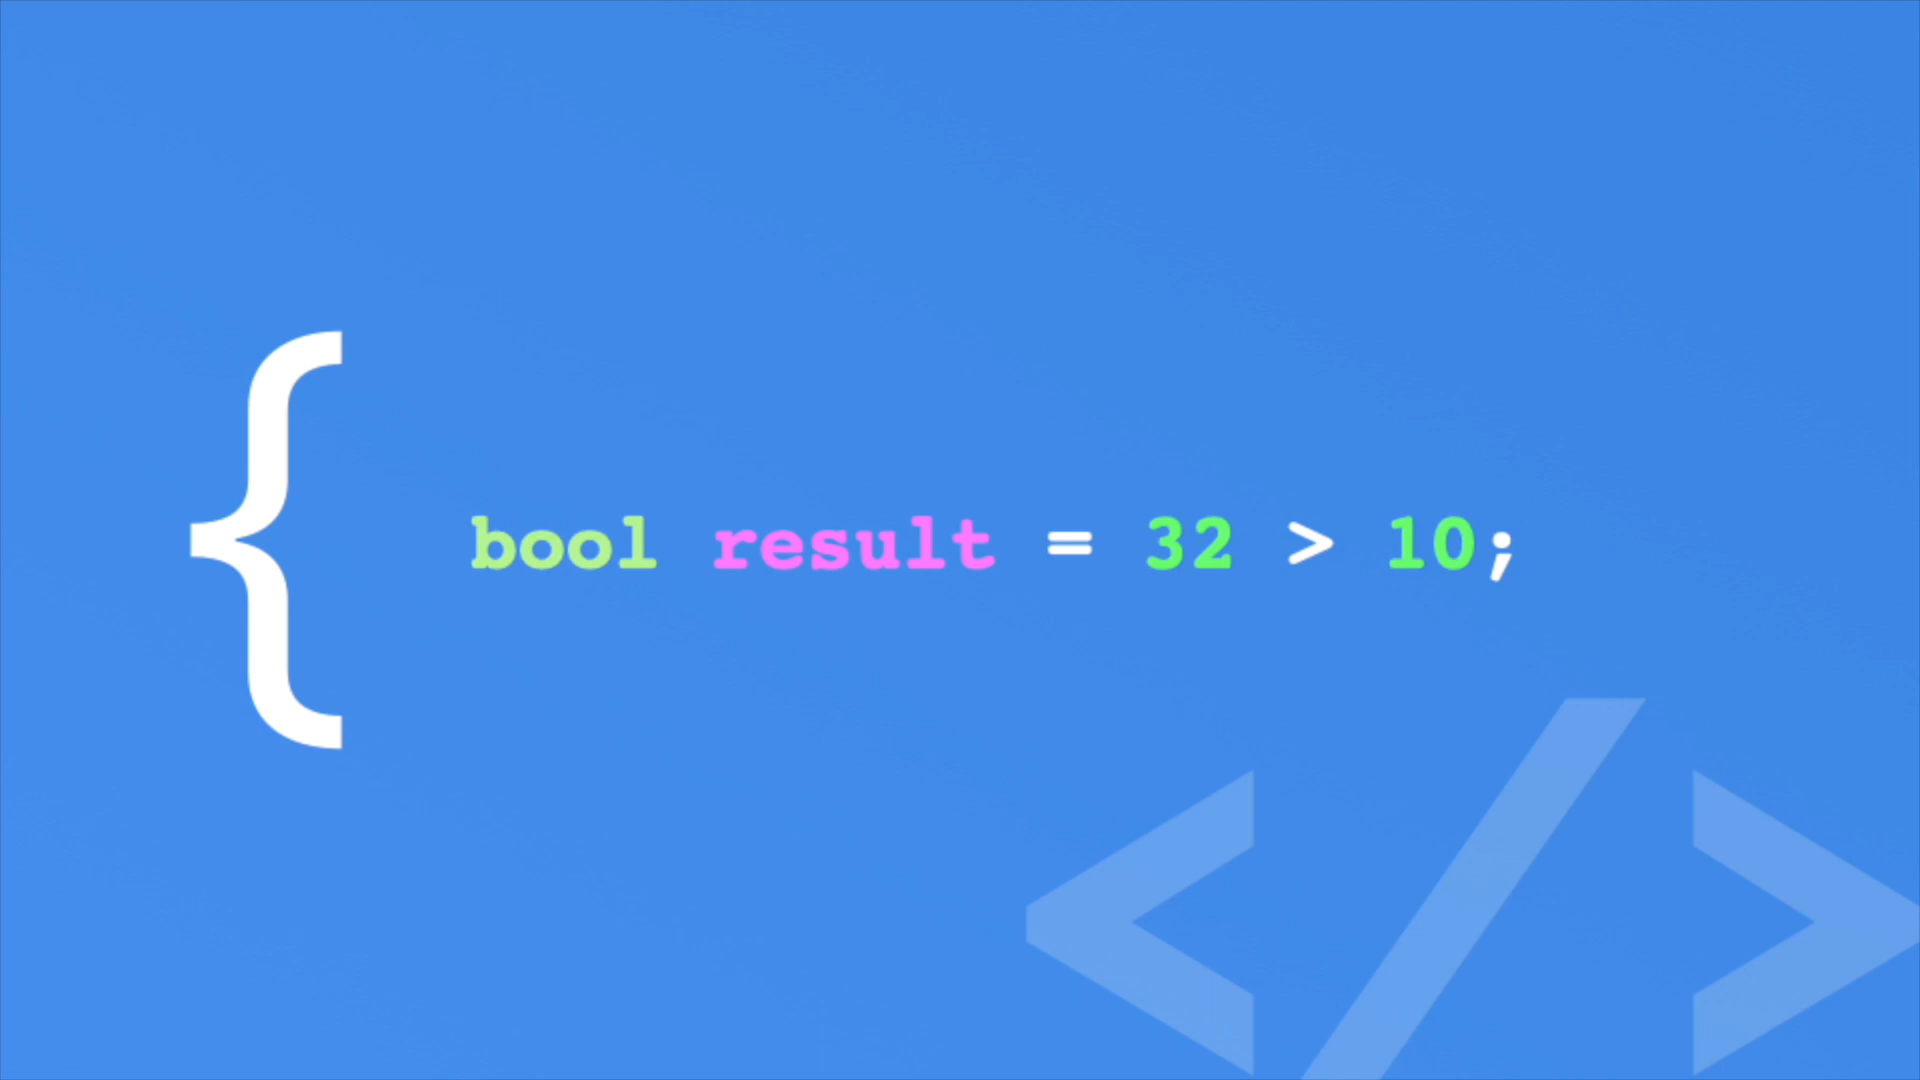 { bool result = 32 > 10;
</>